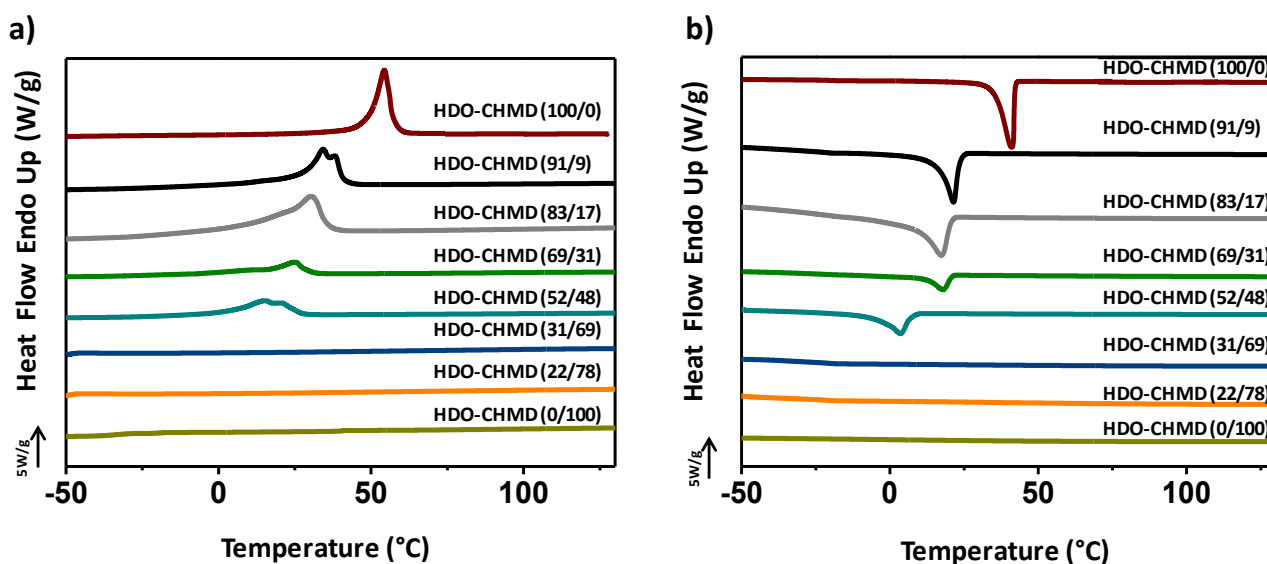 a)
Heat Flow Endo Up (W/g)
5W/g
HDO-CHMD (100/0)
HDO-CHMD (91/9)
HDO-CHMD (83/17)
HDO-CHMD (69/31)
HDO-CHMD (52/48)
HDO-CHMD (31/69)
HDO-CHMD (22/78)
HDO-CHMD (0/100)
-50 0 50 100
Temperature (°C)
b)
Heat Flow Endo Up (W/g)
5W/g
HDO-CHMD (100/0)
HDO-CHMD (91/9)
HDO-CHMD (83/17)
HDO-CHMD (69/31)
HDO-CHMD (52/48)
HDO-CHMD (31/69)
HDO-CHMD (22/78)
HDO-CHMD (0/100)
-50 0 50 100
Temperature (°C)